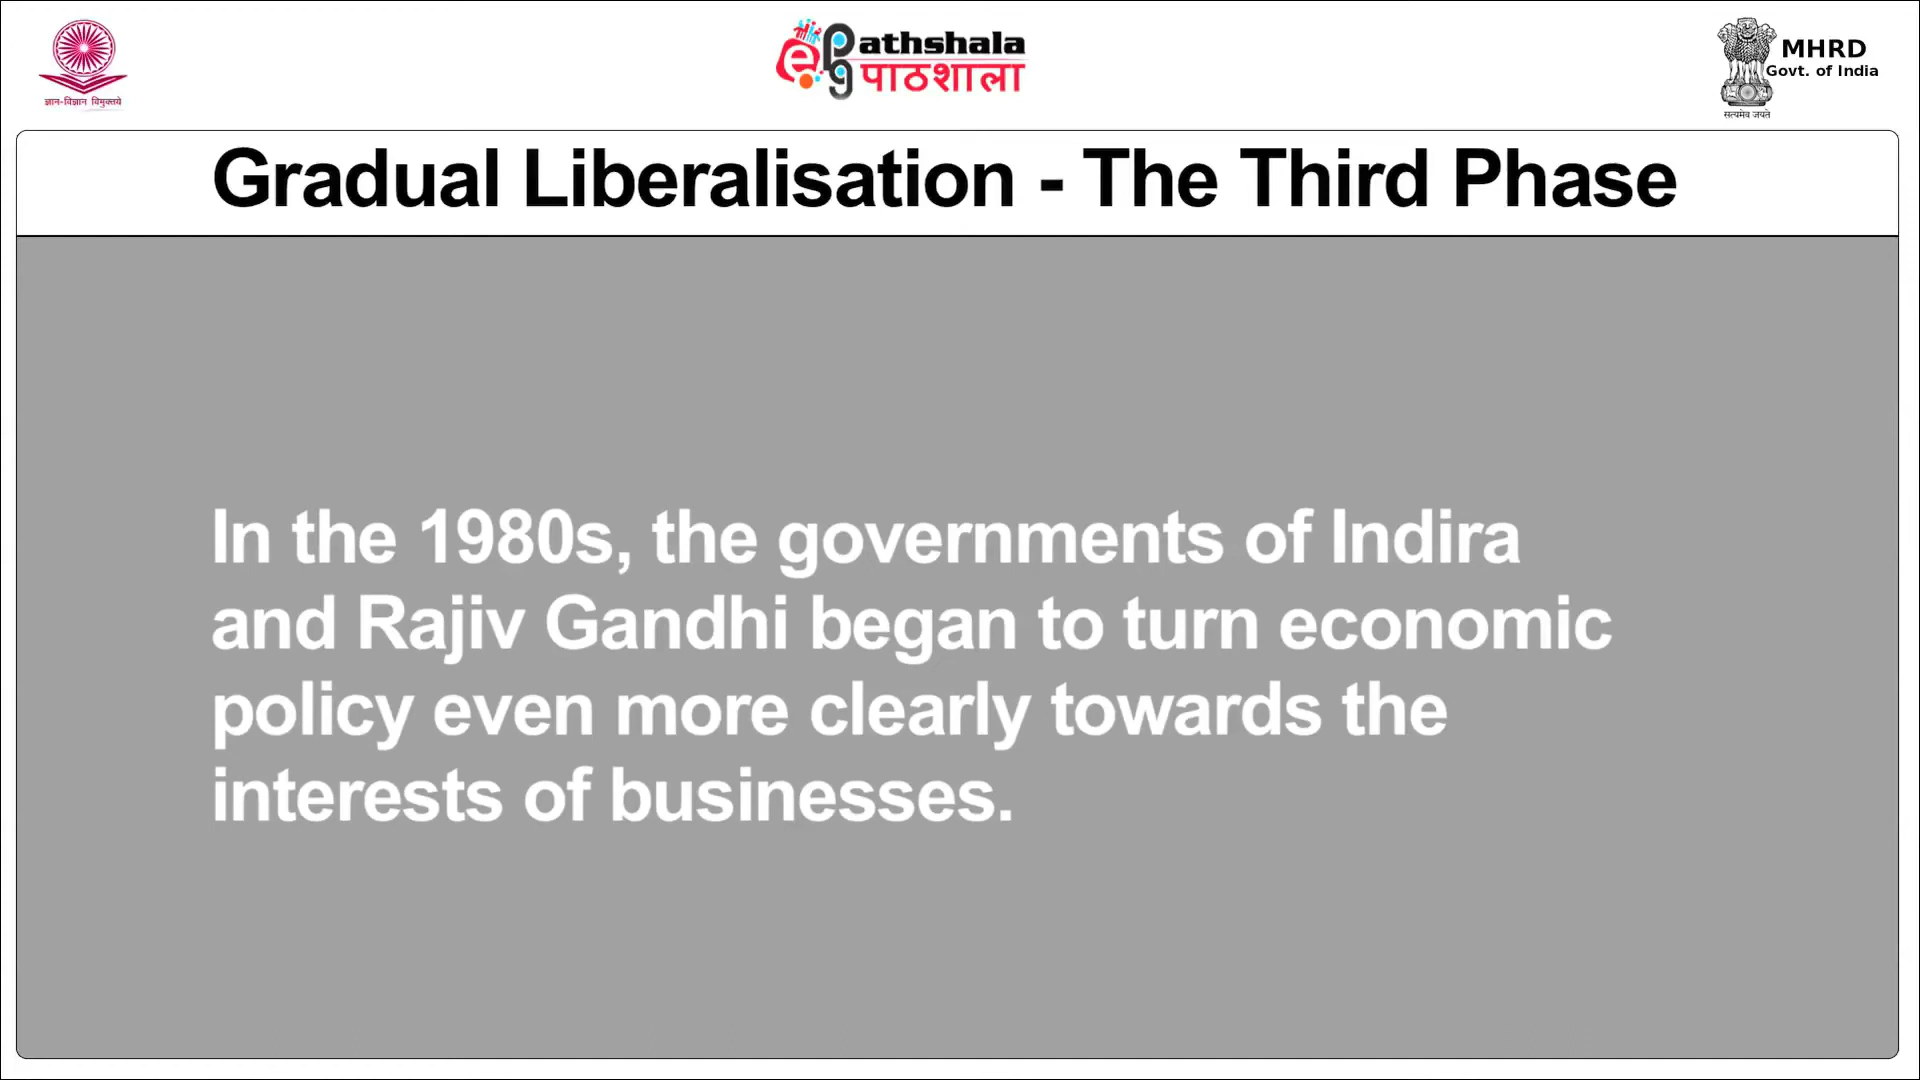 ज्ञान-विज्ञान विमुक्तये
ePG
athshala
पाठशाला
MHRD
Govt. of India
सत्यमेव जयते
Gradual Liberalisation - The Third Phase
In the 1980s, the governments of Indira
and Rajiv Gandhi began to turn economic
policy even more clearly towards the
interests of businesses.